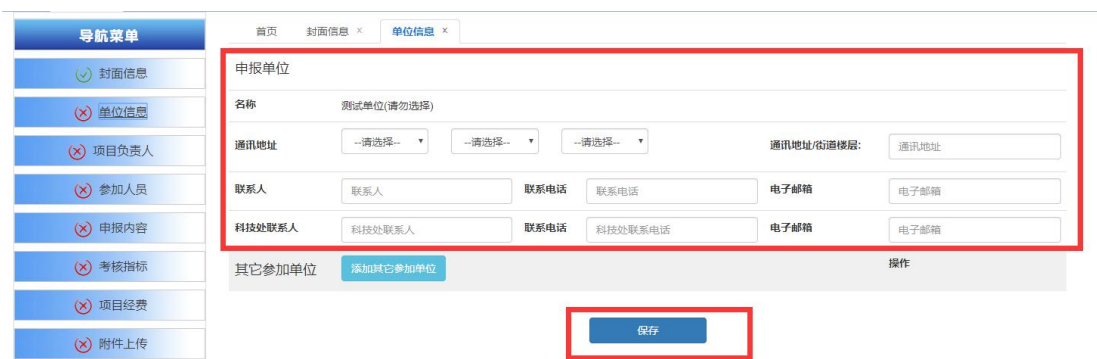 导航菜单
首页 封面信息 × 单位信息 ×
封面信息
单位信息
项目负责人
参加人员
申报内容
考核指标
项目经费
附件上传
申报单位
名称 测试单位(请勿选择)
通讯地址 --请选择-- --请选择-- --请选择-- 通讯地址/街道楼层: 通讯地址
联系人 联系人 联系电话 联系电话 电子邮箱 电子邮箱
科技处联系人 科技处联系人 联系电话 科技处联系电话 电子邮箱 电子邮箱
其它参加单位 添加其它参加单位 操作
保存